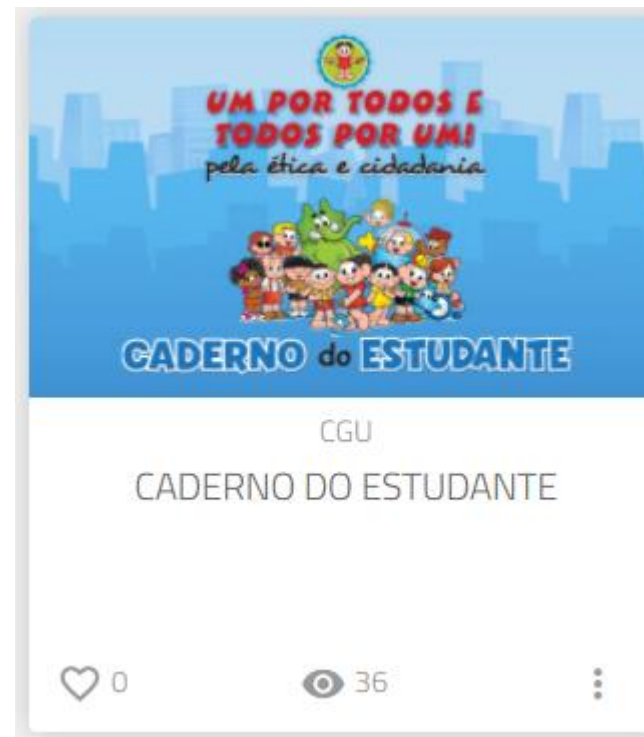 UM POR TODOS E
TODOS POR UM!
pela ética e cidadania
CADERNO do ESTUDANTE
CGU
CADERNO DO ESTUDANTE
0
36